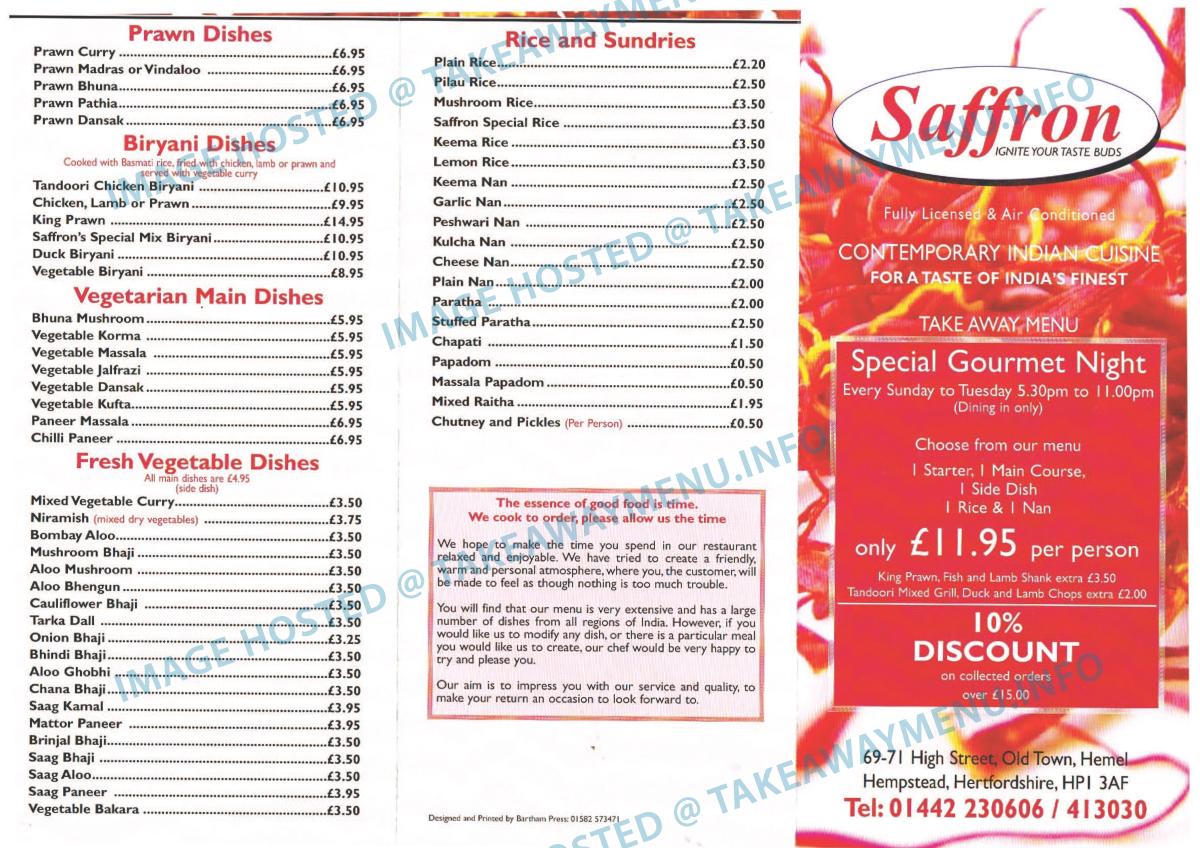 Prawn Dishes
Prawn Curry ....................£6.95
Prawn Madras or Vindaloo ....................£6.95
Prawn Bhuna....................£6.95
Prawn Pathia....................£6.95
Prawn Dansak....................£6.95
Biryani Dishes
Cooked with Basmati rice, fried with chicken, lamb or prawn and
served with vegetable curry
Tandoori Chicken Biryani ....................£10.95
Chicken, Lamb or Prawn....................£9.95
King Prawn ....................£14.95
Saffron's Special Mix Biryani....................£10.95
Duck Biryani....................£10.95
Vegetable Biryani ....................£8.95
Vegetarian Main Dishes
Bhuna Mushroom....................£5.95
Vegetable Korma ....................£5.95
Vegetable Massala ....................£5.95
Vegetable Jalfrazi ....................£5.95
Vegetable Dansak....................£5.95
Vegetable Kufta....................£5.95
Paneer Massala....................£6.95
Chilli Paneer ....................£6.95
Fresh Vegetable Dishes
All main dishes are £4.95
(side dish)
Mixed Vegetable Curry....................£3.50
Niramish (mixed dry vegetables) ....................£3.75
Bombay Aloo....................£3.50
Mushroom Bhaji ....................£3.50
Aloo Mushroom ....................£3.50
Aloo Bhengun ....................£3.50
Cauliflower Bhaji ....................£3.50
Tarka Dall ....................£3.50
Onion Bhaji....................£3.25
Bhindi Bhaji....................£3.50
Aloo Ghobhi ....................£3.50
Chana Bhaji....................£3.50
Saag Kamal ....................£3.95
Mattor Paneer ....................£3.95
Brinjal Bhaji....................£3.50
Saag Bhaji ....................£3.50
Saag Aloo....................£3.50
Saag Paneer ....................£3.95
Vegetable Bakara ....................£3.50
Rice and Sundries
Plain Rice....................£2.20
Pilau Rice....................£2.50
Mushroom Rice....................£3.50
Saffron Special Rice ....................£3.50
Keema Rice ....................£3.50
Lemon Rice ....................£3.50
Keema Nan ....................£2.50
Garlic Nan....................£2.50
Peshwari Nan ....................£2.50
Kulcha Nan ....................£2.50
Cheese Nan....................£2.50
Plain Nan....................£2.00
Paratha ....................£2.00
Stuffed Paratha....................£2.50
Chapati ....................£1.50
Papadom ....................£0.50
Massala Papadom ....................£0.50
Mixed Raitha ....................£1.95
Chutney and Pickles (Per Person) ....................£0.50
The essence of good food is time.
We cook to order, please allow us the time
We hope to make the time you spend in our restaurant
relaxed and enjoyable. We have tried to create a friendly,
warm and personal atmosphere, where you, the customer, will
be made to feel as though nothing is too much trouble.
You will find that our menu is very extensive and has a large
number of dishes from all regions of India. However, if you
would like us to modify any dish, or there is a particular meal
you would like us to create, our chef would be very happy to
try and please you.
Our aim is to impress you with our service and quality, to
make your return an occasion to look forward to.
Designed and Printed by Bartham Press: 01582 573471
Saffron
IGNITE YOUR TASTE BUDS
Fully Licensed & Air Conditioned
CONTEMPORARY INDIAN CUISINE
FOR A TASTE OF INDIA'S FINEST
TAKE AWAY MENU
Special Gourmet Night
Every Sunday to Tuesday 5.30pm to 11.00pm
(Dining in only)
Choose from our menu
1 Starter, 1 Main Course,
1 Side Dish
1 Rice & 1 Nan
only £11.95 per person
King Prawn, Fish and Lamb Shank extra £3.50
Tandoori Mixed Grill, Duck and Lamb Chops extra £2.00
10%
DISCOUNT
on collected orders
over £15.00
69-71 High Street, Old Town, Hemel
Hempstead, Hertfordshire, HP1 3AF
Tel: 01442 230606 / 413030
IMAGE HOSTED @ TAKEAWAYMENU.INFO
IMAGE HOSTED @ TAKEAWAYMENU.INFO
IMAGE HOSTED @ TAKEAWAYMENU.INFO
HOSTED @ TAKEAWAYMENU.INFO